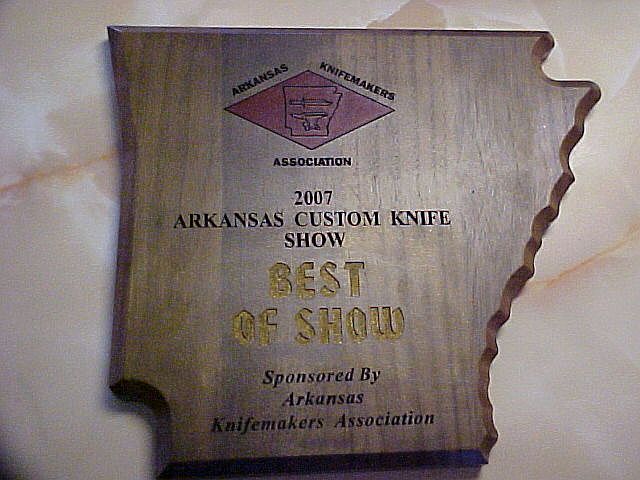 ARKANSAS KNIFEMAKERS
ASSOCIATION
2007
ARKANSAS CUSTOM KNIFE
SHOW
BEST
OF SHOW
Sponsored By
Arkansas
Knifemakers Association